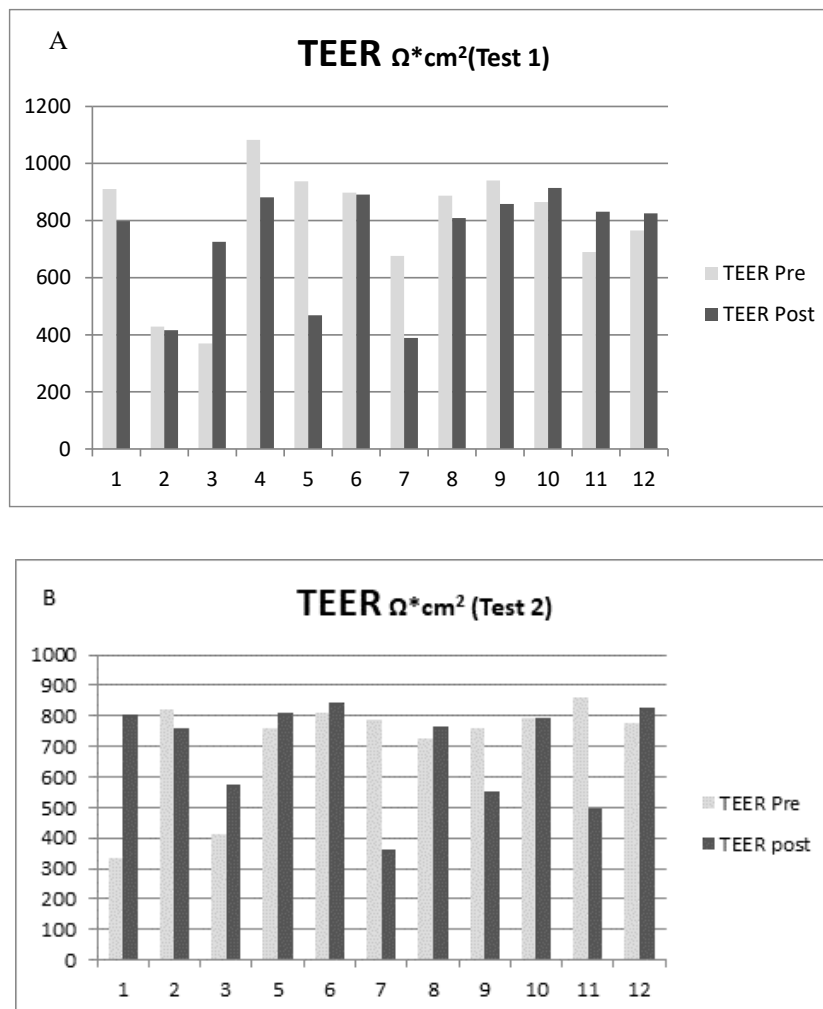 A
TEER Ω*cm²(Test 1)
1200
1000
800
600
400
200
0
1 2 3 4 5 6 7 8 9 10 11 12
TEER Pre
TEER Post
B
TEER Ω*cm² (Test 2)
1000
900
800
700
600
500
400
300
200
100
0
1 2 3 5 6 7 8 9 10 11 12
TEER Pre
TEER post